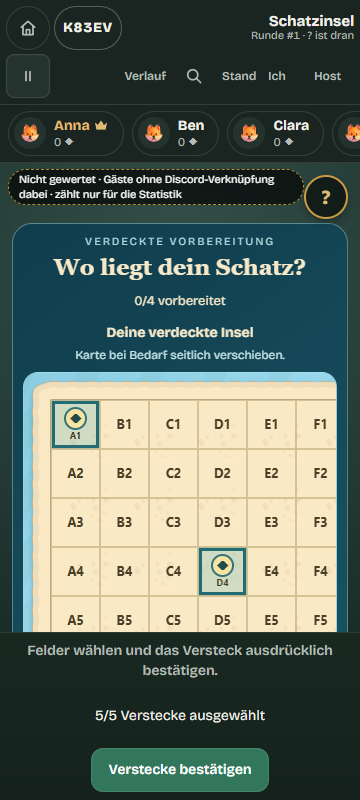 K83EV
Schatzinsel
Runde #1 · ? ist dran
Verlauf
Stand
Ich
Host
Anna
0
Ben
0
Clara
0
Nicht gewertet · Gäste ohne Discord-Verknüpfung
dabei · zählt nur für die Statistik
?
VERDECKTE VORBEREITUNG
Wo liegt dein Schatz?
0/4 vorbereitet
Deine verdeckte Insel
Karte bei Bedarf seitlich verschieben.
A1 B1 C1 D1 E1 F1
A2 B2 C2 D2 E2 F2
A3 B3 C3 D3 E3 F3
A4 B4 C4 D4 E4 F4
A5 B5 C5 D5 E5 F5
Felder wählen und das Versteck ausdrücklich
bestätigen.
5/5 Verstecke ausgewählt
Verstecke bestätigen